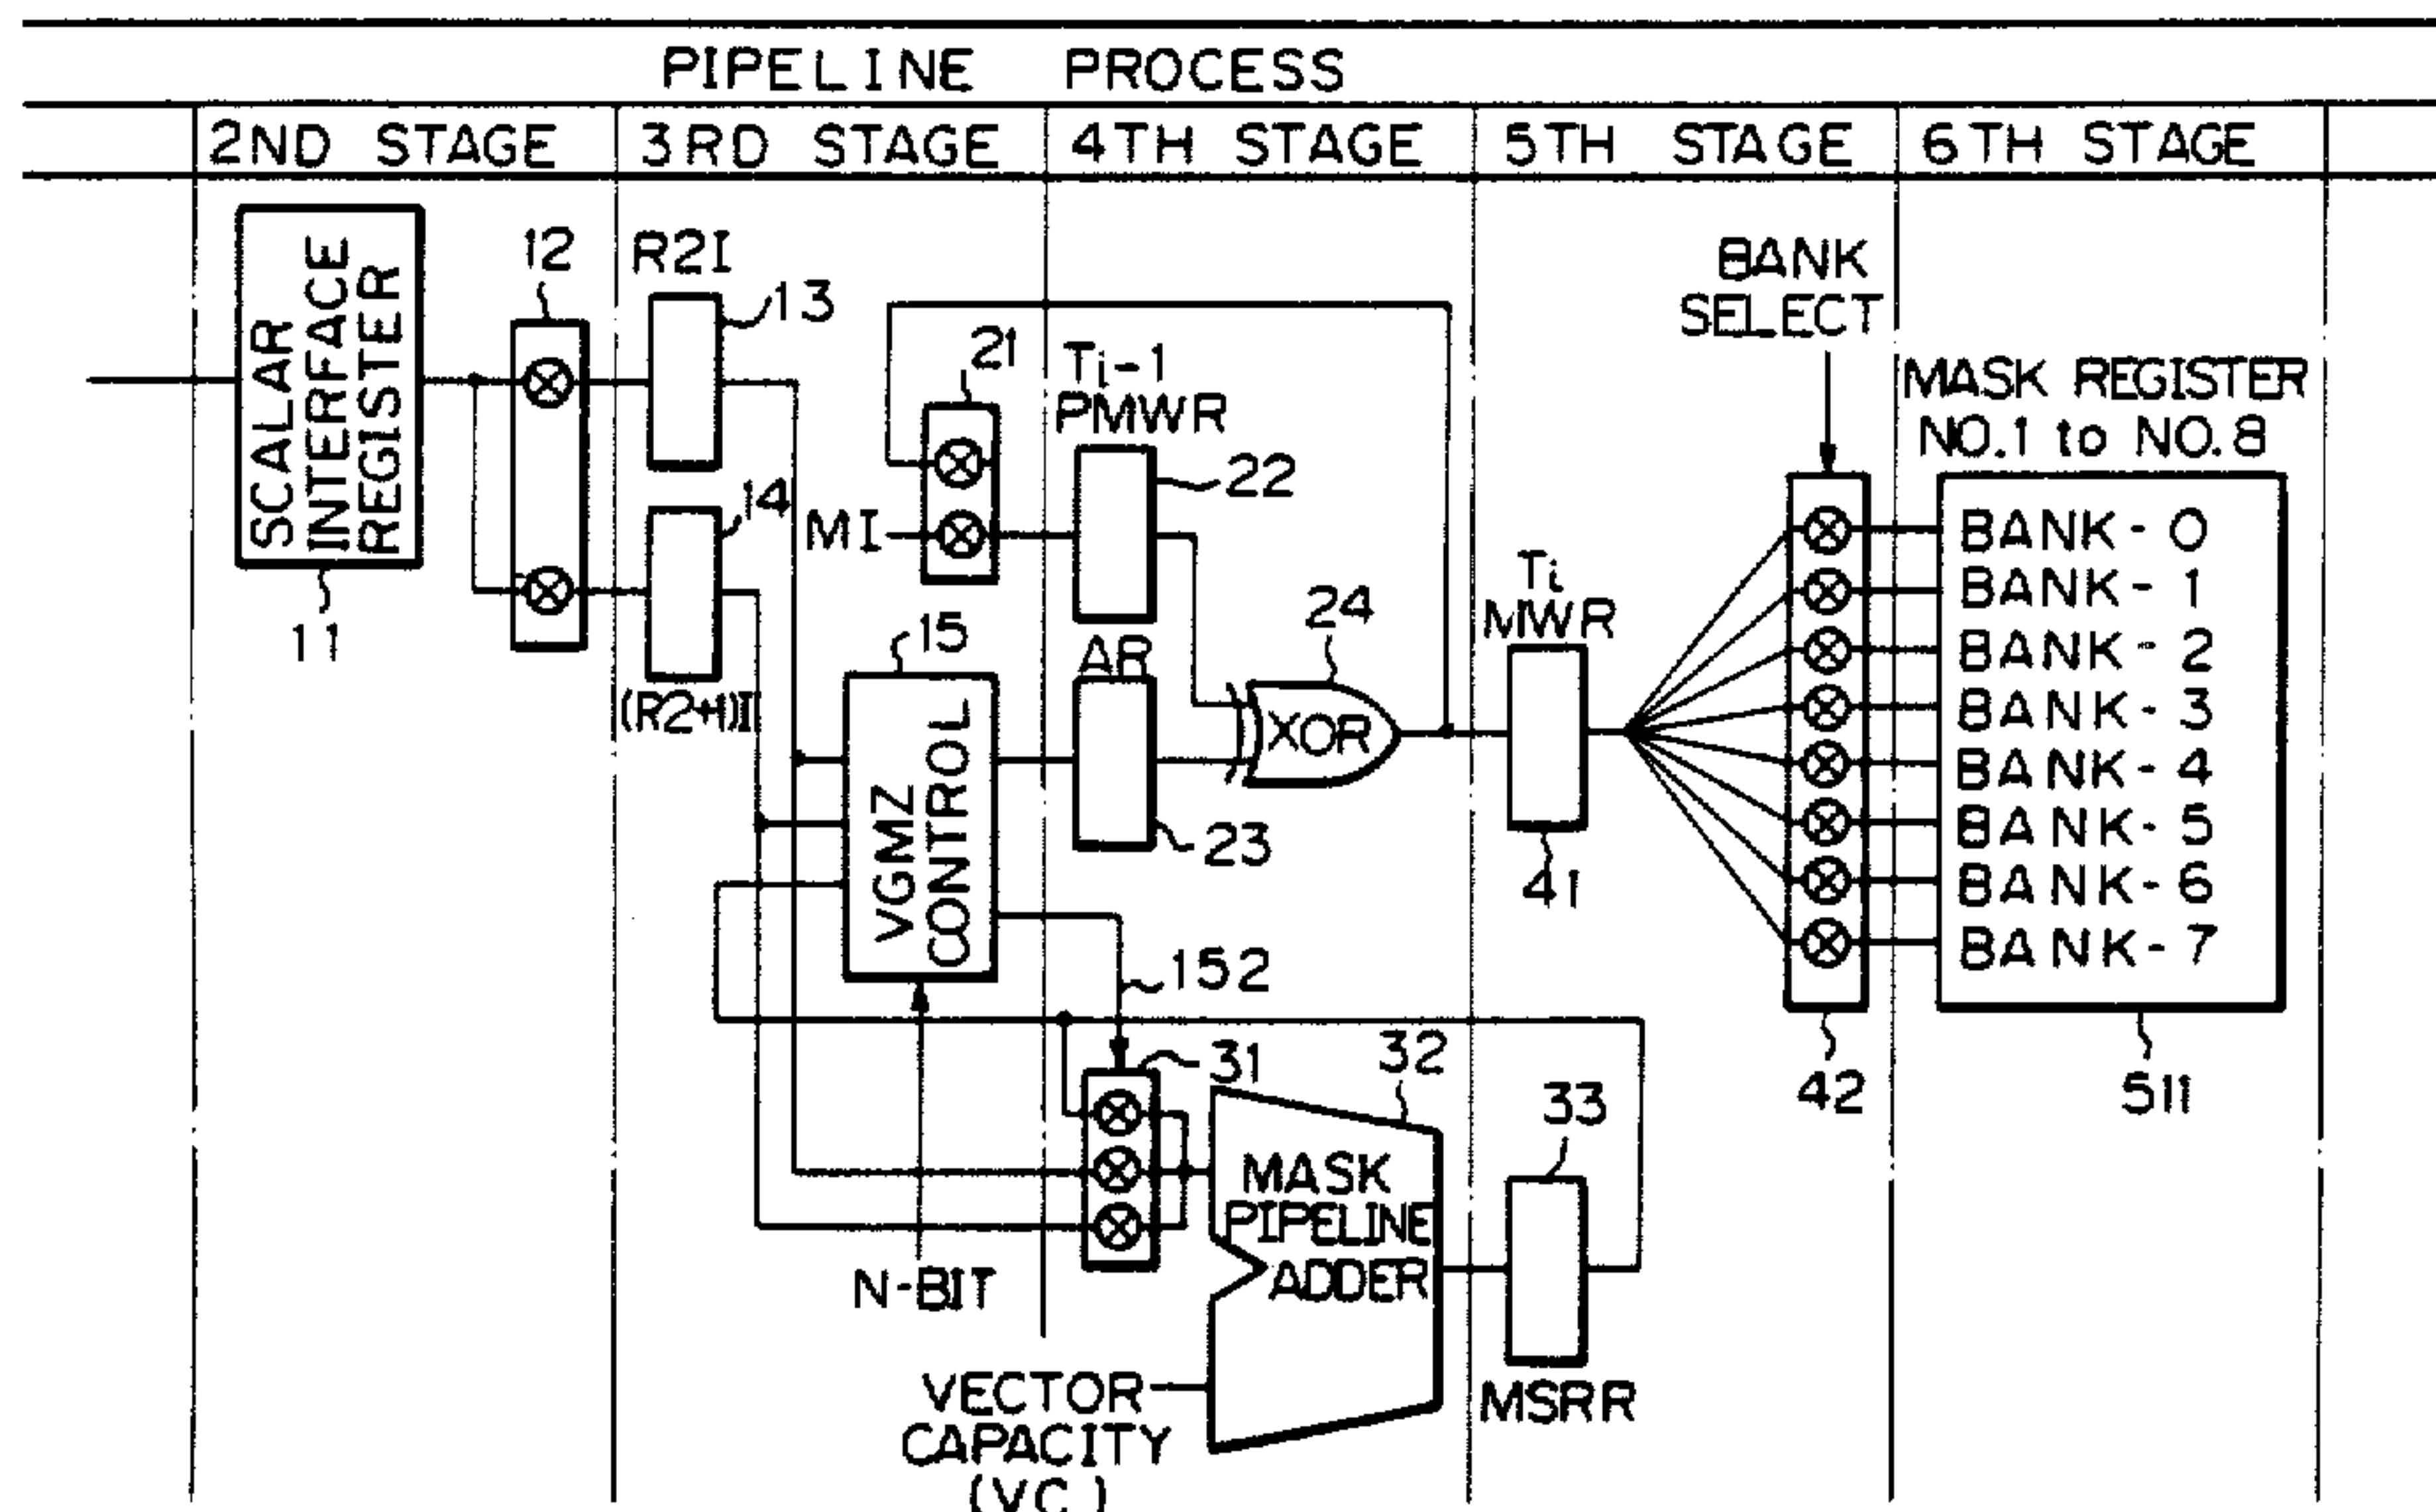 PIPELINE PROCESS
2ND STAGE
3RD STAGE
4TH STAGE
5TH STAGE
6TH STAGE
SCALAR
INTERFACE
REGISTER
11
12
R2I
13
14
(R2+1)I
MI
21
Ti-1
PMWR
22
15
VGMZ
CONTROL
AR
23
24
XOR
152
N-BIT
31
32
MASK
PIPELINE
ADDER
VECTOR
CAPACITY
(VC)
33
MSRR
Ti
MWR
41
BANK
SELECT
42
MASK REGISTER
NO.1 to NO.8
BANK-0
BANK-1
BANK-2
BANK-3
BANK-4
BANK-5
BANK-6
BANK-7
511